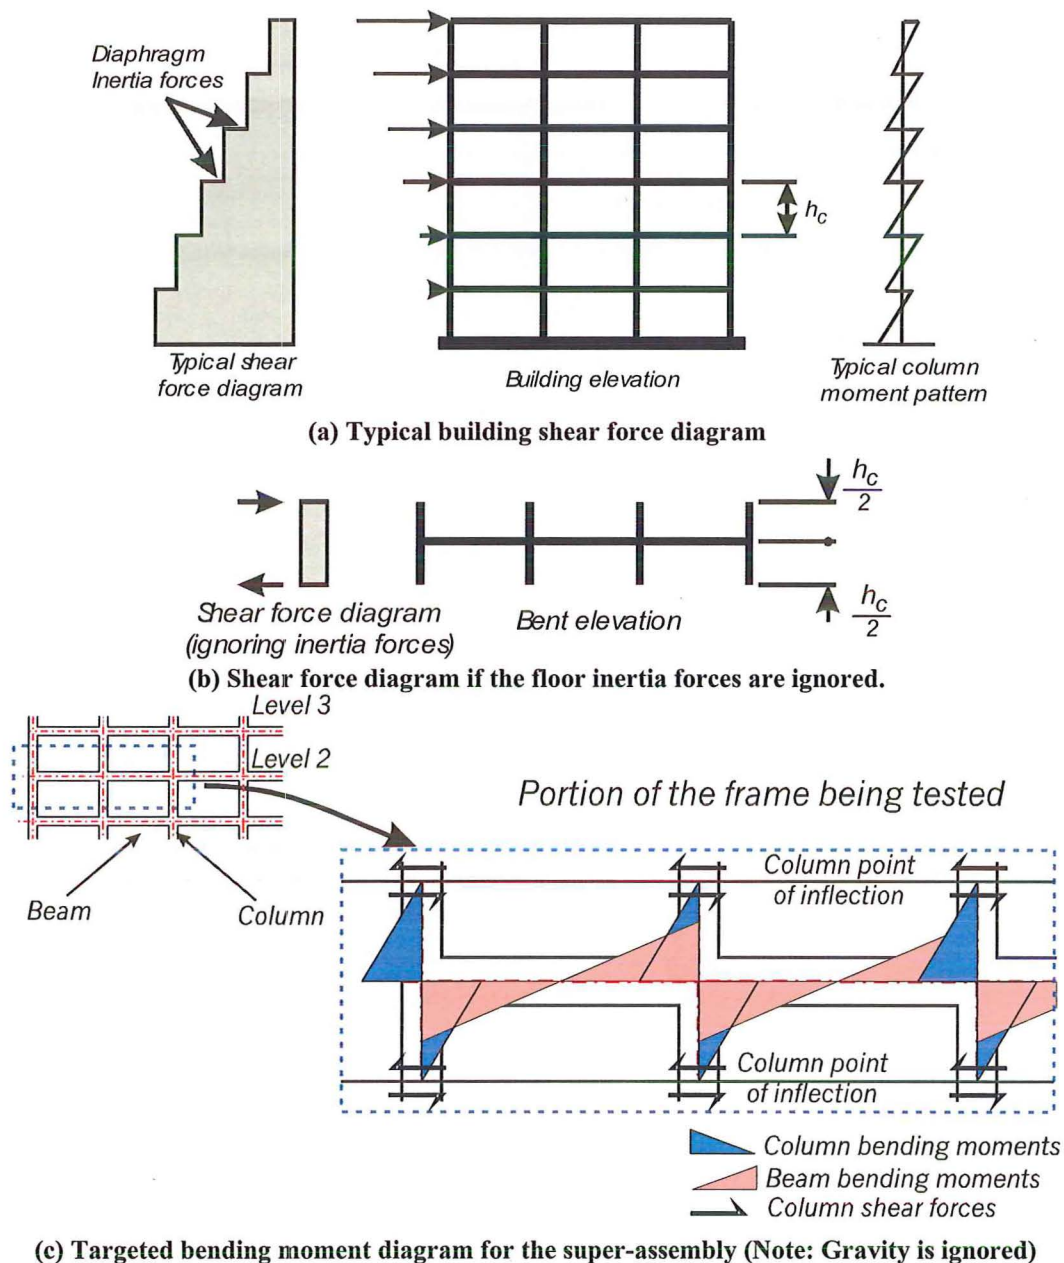 Diaphragm
Inertia forces
h_c
Typical shear
force diagram
Building elevation
Typical column
moment pattern
(a) Typical building shear force diagram
h_c
2
Shear force diagram
(ignoring inertia forces)
Bent elevation
h_c
2
(b) Shear force diagram if the floor inertia forces are ignored.
Level 3
Level 2
Beam
Column
Portion of the frame being tested
Column point
of inflection
Column point
of inflection
Column bending moments
Beam bending moments
Column shear forces
(c) Targeted bending moment diagram for the super-assembly (Note: Gravity is ignored)